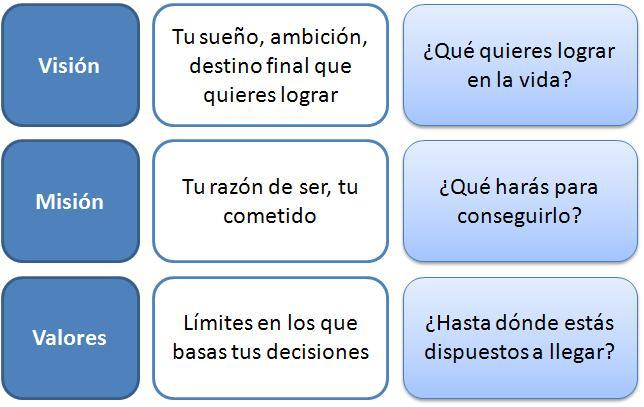 Visión
Tu sueño, ambición,
destino final que
quieres lograr
¿Qué quieres lograr
en la vida?
Misión
Tu razón de ser, tu
cometido
¿Qué harás para
conseguirlo?
Valores
Límites en los que
basas tus decisiones
¿Hasta dónde estás
dispuestos a llegar?